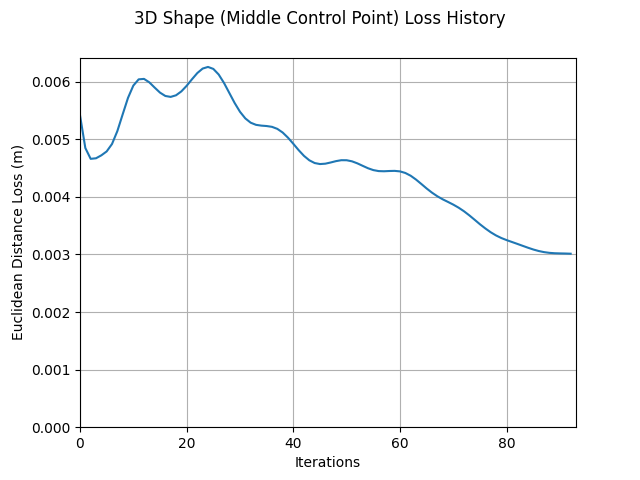 3D Shape (Middle Control Point) Loss History
0.006
0.005
0.004
0.003
0.002
0.001
0.000
Euclidean Distance Loss (m)
0 20 40 60 80
Iterations